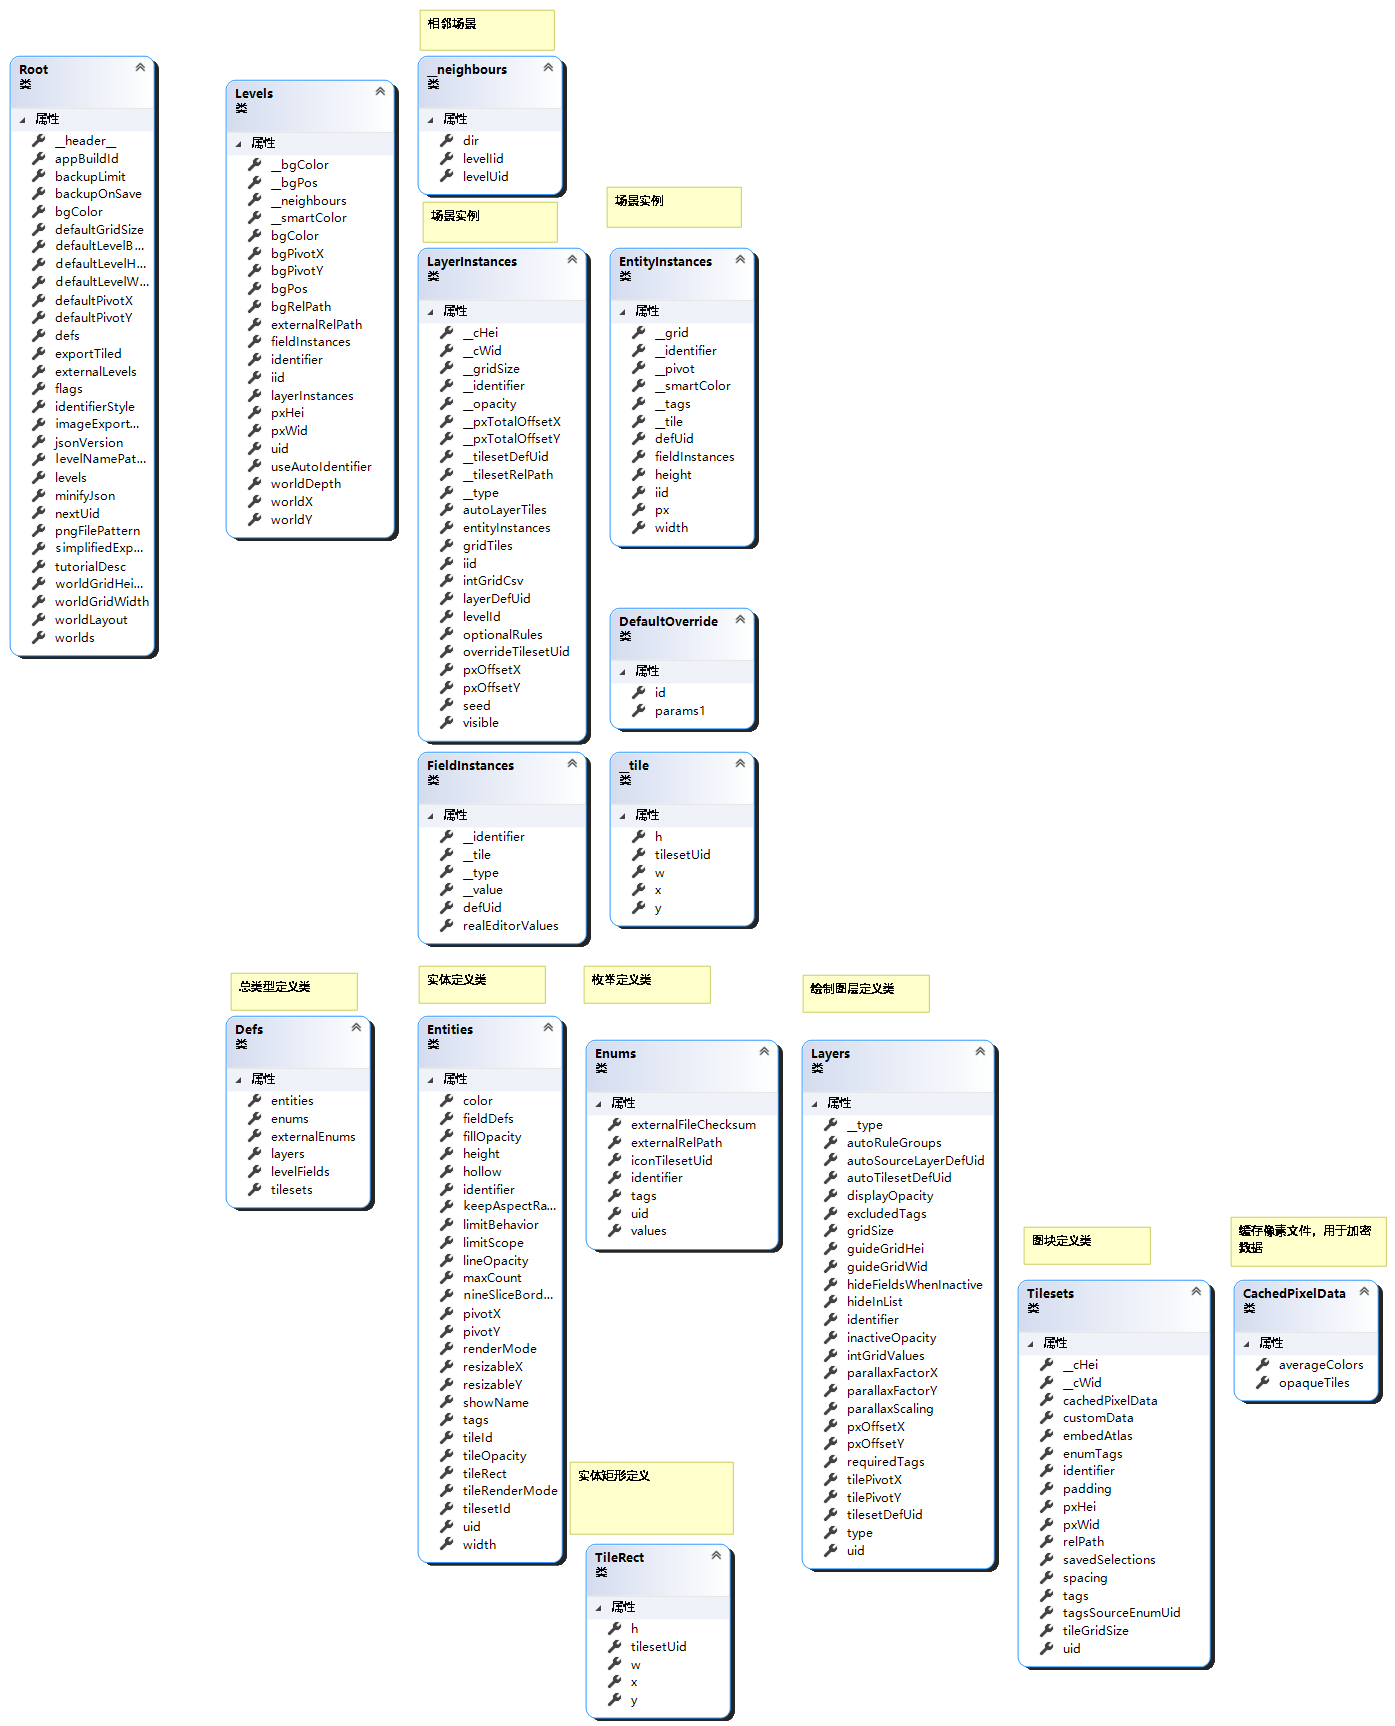 Root
类
属性
__header__
appBuildId
backupLimit
backupOnSave
bgColor
defaultGridSize
defaultLevelB...
defaultLevelH...
defaultLevelW...
defaultPivotX
defaultPivotY
defs
exportTiled
externalLevels
flags
identifierStyle
imageExport...
jsonVersion
levelNamePat...
levels
minifyJson
nextUid
pngFilePattern
simplifiedExp...
tutorialDesc
worldGridHei...
worldGridWidth
worldLayout
worlds
Levels
类
属性
__bgColor
__bgPos
__neighbours
__smartColor
bgColor
bgPivotX
bgPivotY
bgPos
bgRelPath
externalRelPath
fieldInstances
identifier
iid
layerInstances
pxHei
pxWid
uid
useAutoIdentifier
worldDepth
worldX
worldY
相邻场景
__neighbours
类
属性
dir
levelIid
levelUid
场景实例
LayerInstances
类
属性
__cHei
__cWid
__gridSize
__identifier
__opacity
__pxTotalOffsetX
__pxTotalOffsetY
__tilesetDefUid
__tilesetRelPath
__type
autoLayerTiles
entityInstances
gridTiles
iid
intGridCsv
layerDefUid
levelId
optionalRules
overrideTilesetUid
pxOffsetX
pxOffsetY
seed
visible
场景实例
EntityInstances
类
属性
__grid
__identifier
__pivot
__smartColor
__tags
__tile
defUid
fieldInstances
height
iid
px
width
DefaultOverride
类
属性
id
params1
FieldInstances
类
属性
__identifier
__tile
__type
__value
defUid
realEditorValues
__tile
类
属性
h
tilesetUid
w
x
y
总类型定义类
Defs
类
属性
entities
enums
externalEnums
layers
levelFields
tilesets
实体定义类
Entities
类
属性
color
fieldDefs
fillOpacity
height
hollow
identifier
keepAspectRa...
limitBehavior
limitScope
lineOpacity
maxCount
nineSliceBord...
pivotX
pivotY
renderMode
resizableX
resizableY
showName
tags
tileId
tileOpacity
tileRect
tileRenderMode
tilesetId
uid
width
枚举定义类
Enums
类
属性
externalFileChecksum
externalRelPath
iconTilesetUid
identifier
tags
uid
values
实体矩形定义
TileRect
类
属性
h
tilesetUid
w
x
y
绘制图层定义类
Layers
类
属性
__type
autoRuleGroups
autoSourceLayerDefUid
autoTilesetDefUid
displayOpacity
excludedTags
gridSize
guideGridHei
guideGridWid
hideFieldsWhenInactive
hideInList
identifier
inactiveOpacity
intGridValues
parallaxFactorX
parallaxFactorY
parallaxScaling
pxOffsetX
pxOffsetY
requiredTags
tilePivotX
tilePivotY
tilesetDefUid
type
uid
图块定义类
Tilesets
类
属性
__cHei
__cWid
cachedPixelData
customData
embedAtlas
enumTags
identifier
padding
pxHei
pxWid
relPath
savedSelections
spacing
tags
tagsSourceEnumUid
tileGridSize
uid
缓存像素文件，用于加密
数据
CachedPixelData
类
属性
averageColors
opaqueTiles